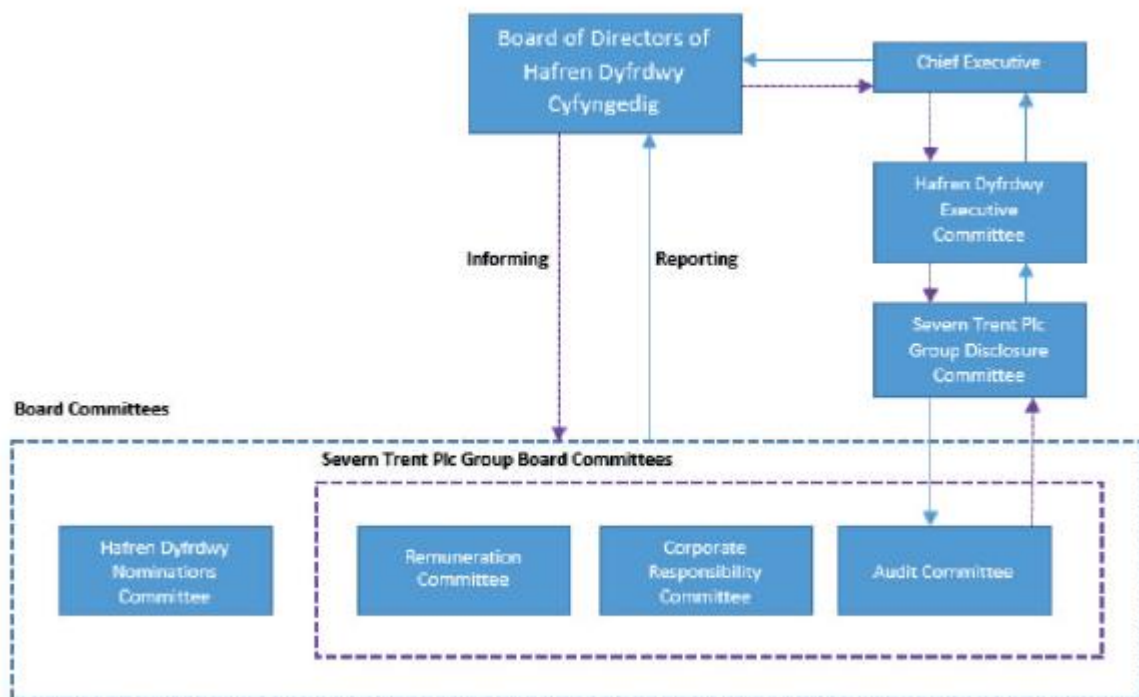 Board of Directors of
Hafren Dyfrdwy
Cyfyngedig
Chief Executive
Hafren Dyfrdwy
Executive
Committee
Informing
Reporting
Severn Trent Plc
Group Disclosure
Committee
Board Committees
Severn Trent Plc Group Board Committees
Hafren Dyfrdwy
Nominations
Committee
Remuneration
Committee
Corporate
Responsibility
Committee
Audit Committee